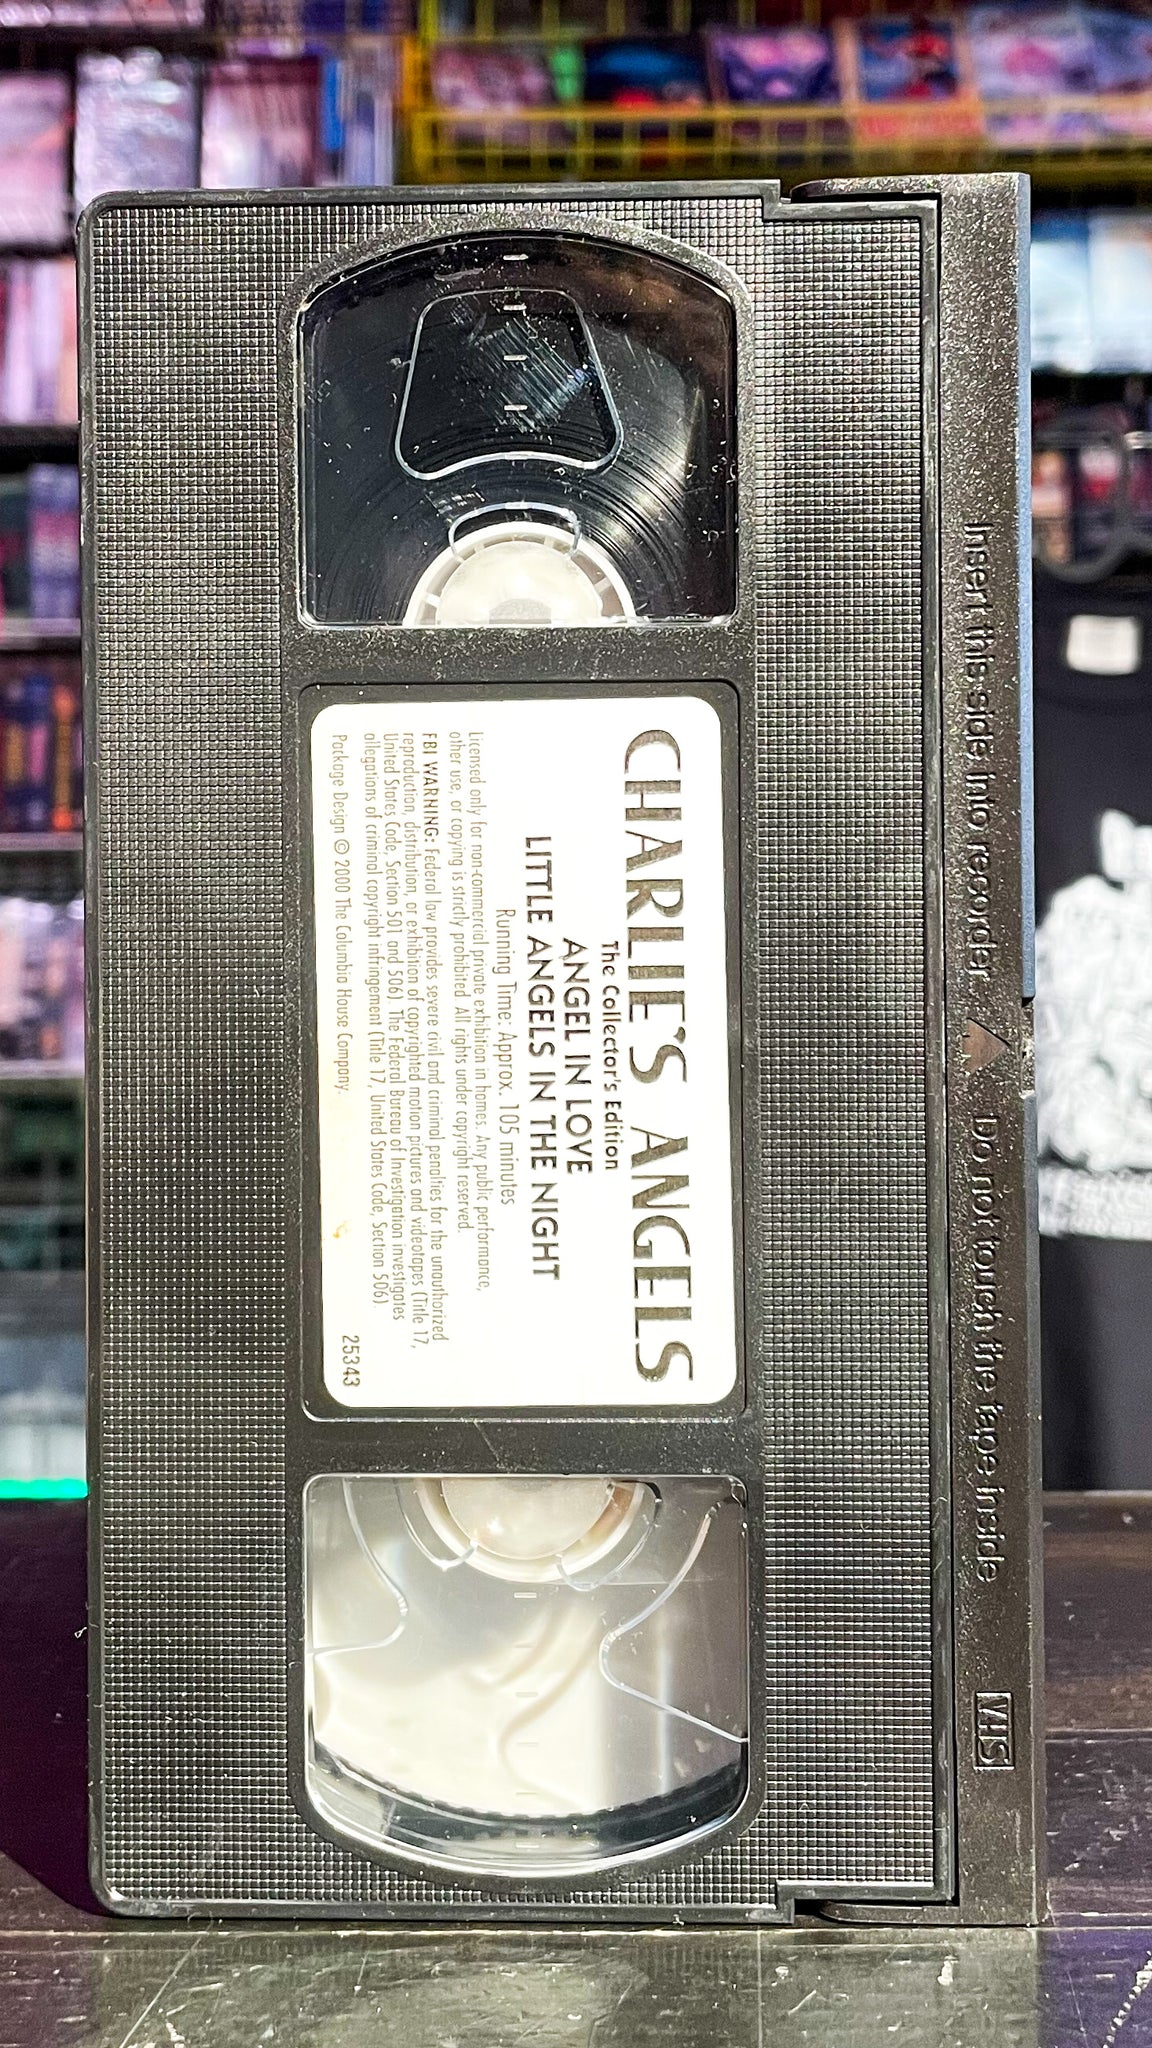 CHARLIE'S ANGELS
The Collector's Edition
ANGEL IN LOVE
LITTLE ANGELS IN THE NIGHT
Running Time: Approx. 105 minutes
Licensed only for non-commercial private exhibition in homes. Any public performance,
other use, or copying is strictly prohibited. All rights under copyright reserved.
FBI WARNING: Federal law provides severe civil and criminal penalties for the unauthorized
reproduction, distribution, or exhibition of copyrighted motion pictures and videotapes (Title 17,
United States Code, Section 501 and 506). The Federal Bureau of Investigation investigates
allegations of criminal copyright infringement (Title 17, United States Code, Section 506).
Package Design © 2000 The Columbia House Company.
25343
Insert this side into recorder
Do not touch the tape inside
VHS